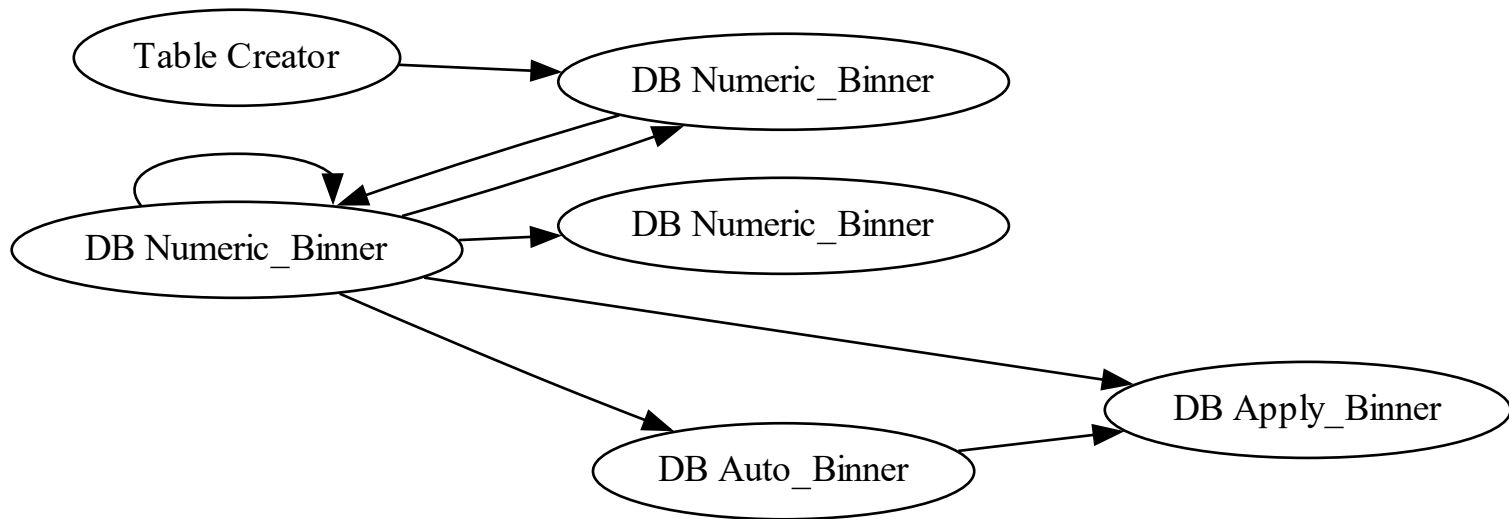 Table Creator
DB Numeric_Binner
DB Numeric_Binner
DB Numeric_Binner
DB Apply_Binner
DB Auto_Binner